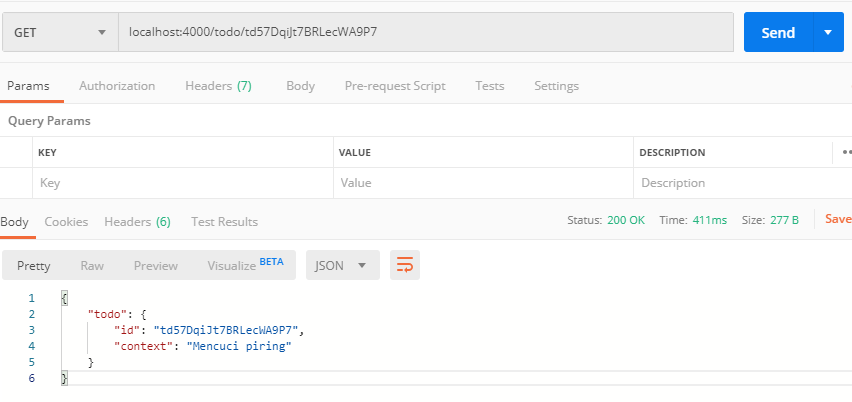 GET localhost:4000/todo/td57DqiJt7BRLecWA9P7 Send
Params Authorization Headers (7) Body Pre-request Script Tests Settings
Query Params
KEY VALUE DESCRIPTION
Key Value Description
Body Cookies Headers (6) Test Results Status: 200 OK Time: 411ms Size: 277 B Save
Pretty Raw Preview Visualize BETA JSON
1 {
2 "todo": {
3 "id": "td57DqiJt7BRLecWA9P7",
4 "context": "Mencuci piring"
5 }
6 }